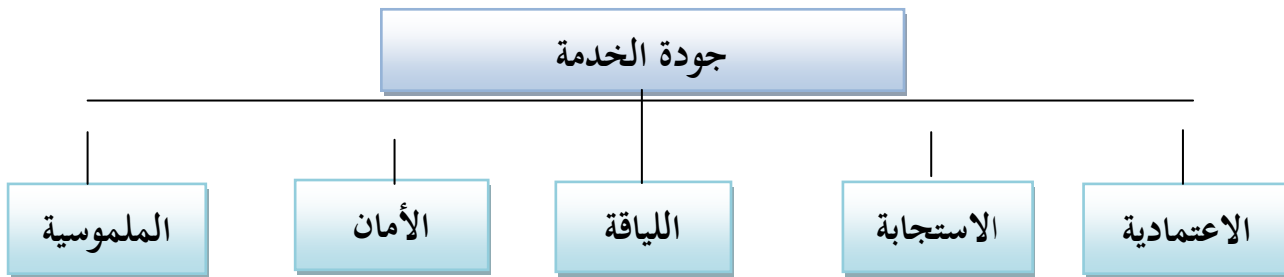 جودة الخدمة
الاعتمادية
الاستجابة
اللياقة
الأمان
الملموسية